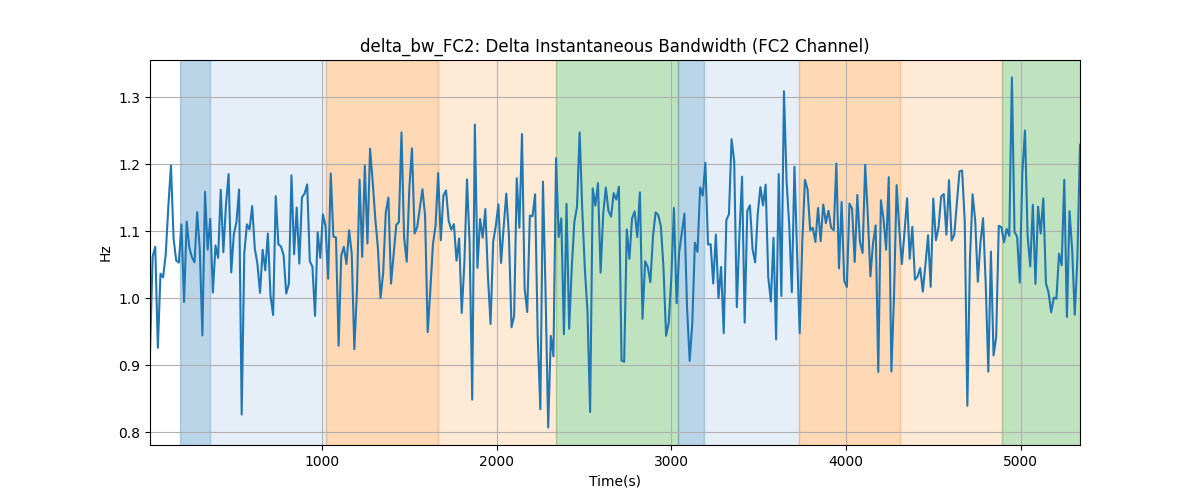 delta_bw_FC2: Delta Instantaneous Bandwidth (FC2 Channel)
1.3
1.2
1.1
1.0
0.9
0.8
Hz
1000 2000 3000 4000 5000
Time(s)